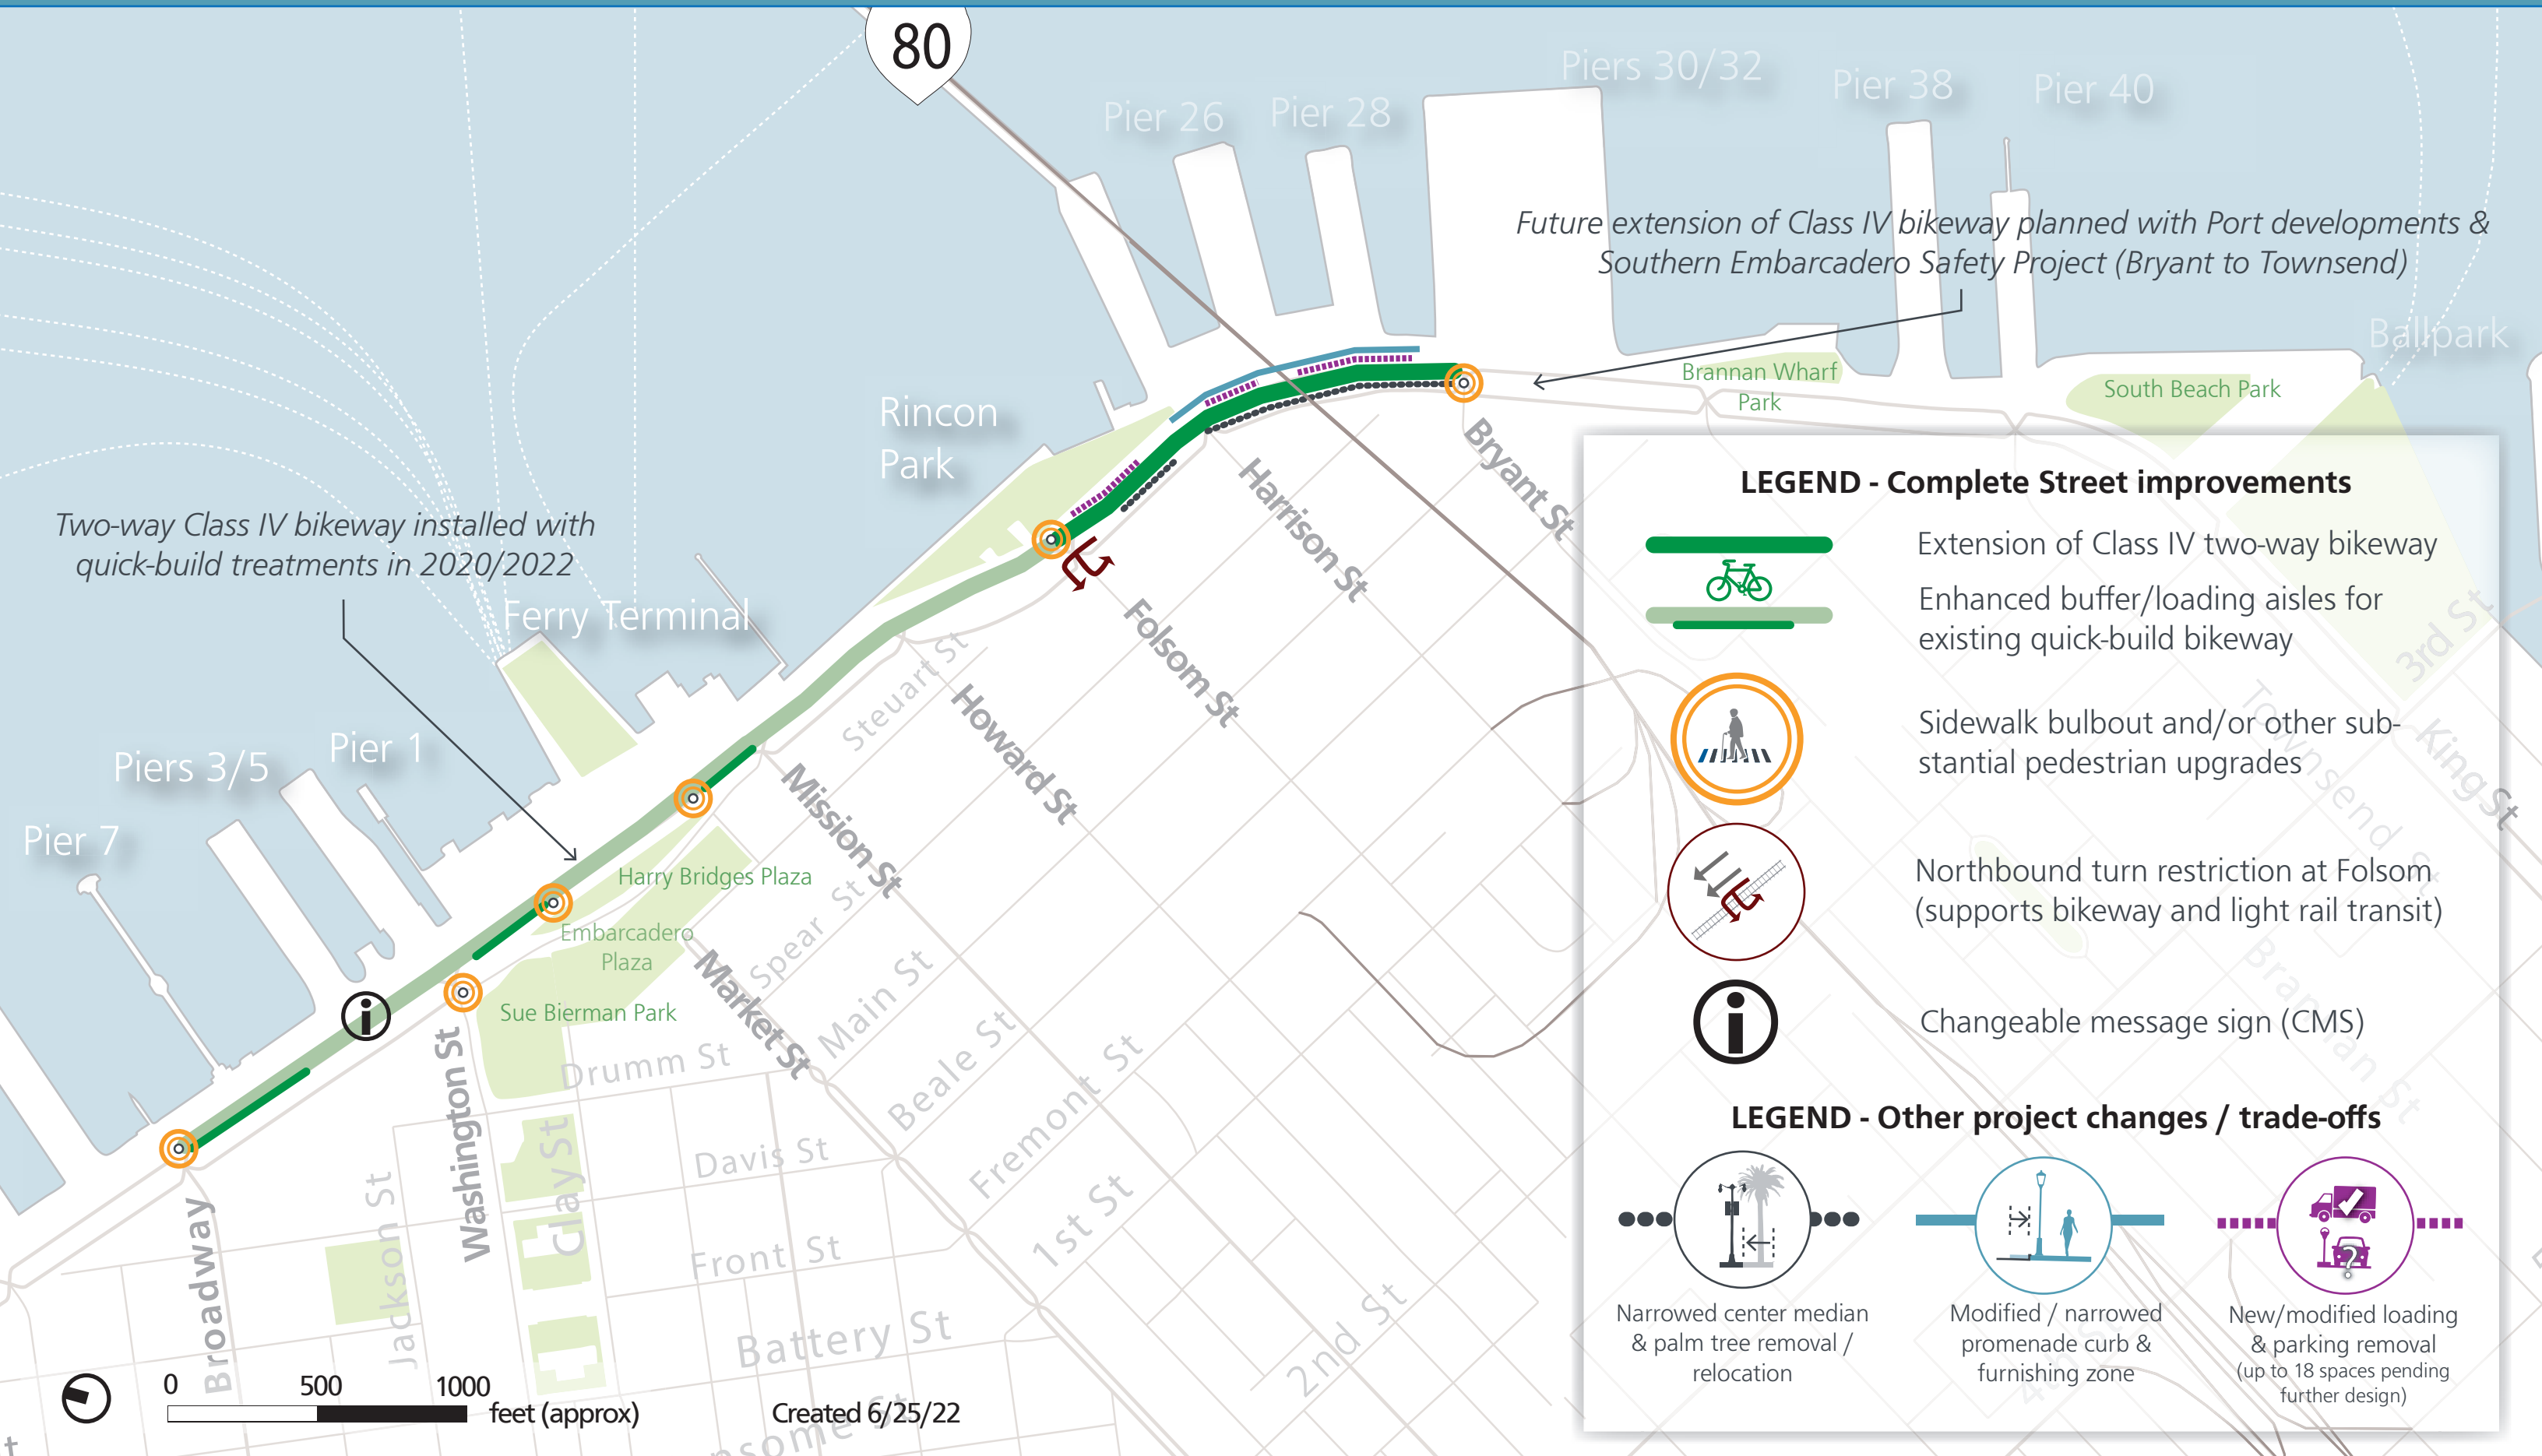 80
Pier 26
Pier 28
Piers 30/32
Pier 38
Pier 40
Future extension of Class IV bikeway planned with Port developments &
Southern Embarcadero Safety Project (Bryant to Townsend)
Ballpark
Brannan Wharf
Park
South Beach Park
Rincon
Park
Two-way Class IV bikeway installed with
quick-build treatments in 2020/2022
Ferry Terminal
Piers 3/5
Pier 1
Pier 7
Bryant St
Harrison St
Folsom St
Steuart St
Howard St
Mission St
Harry Bridges Plaza
Embarcadero
Plaza
Sue Bierman Park
Spear St
Market St
Main St
Beale St
Fremont St
1st St
2nd St
Drumm St
Davis St
Front St
Battery St
Washington St
Clay St
Jackson St
Broadway
3rd St
King St
Townsend St
Brannan St
4th St
LEGEND - Complete Street improvements
Extension of Class IV two-way bikeway
Enhanced buffer/loading aisles for
existing quick-build bikeway
Sidewalk bulbout and/or other sub-
stantial pedestrian upgrades
Northbound turn restriction at Folsom
(supports bikeway and light rail transit)
i
Changeable message sign (CMS)
LEGEND - Other project changes / trade-offs
Narrowed center median
& palm tree removal /
relocation
Modified / narrowed
promenade curb &
furnishing zone
?
New/modified loading
& parking removal
(up to 18 spaces pending
further design)
i
0 500 1000
feet (approx)
Created 6/25/22